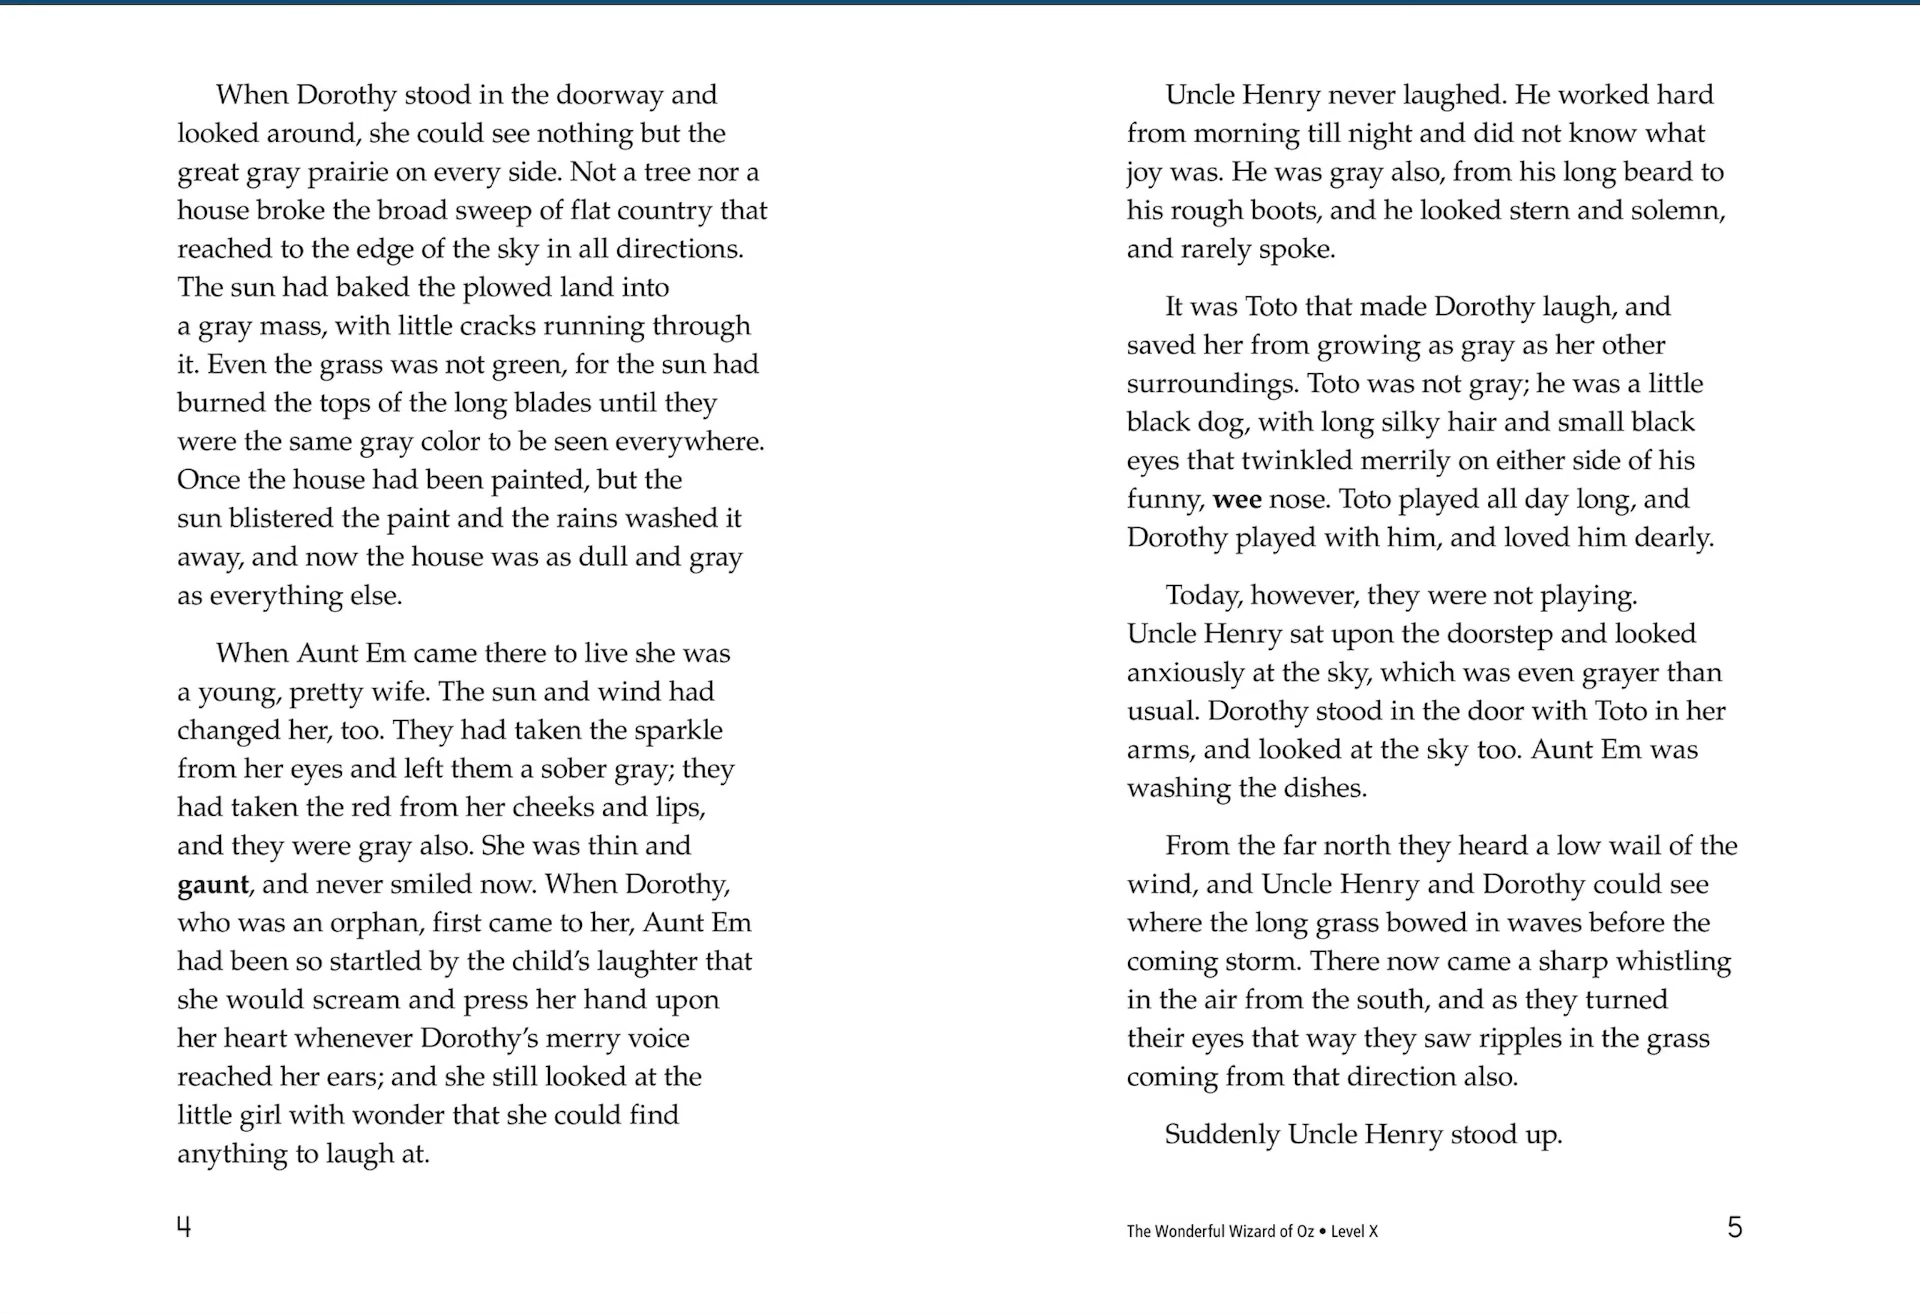 When Dorothy stood in the doorway and
looked around, she could see nothing but the
great gray prairie on every side. Not a tree nor a
house broke the broad sweep of flat country that
reached to the edge of the sky in all directions.
The sun had baked the plowed land into
a gray mass, with little cracks running through
it. Even the grass was not green, for the sun had
burned the tops of the long blades until they
were the same gray color to be seen everywhere.
Once the house had been painted, but the
sun blistered the paint and the rains washed it
away, and now the house was as dull and gray
as everything else.
When Aunt Em came there to live she was
a young, pretty wife. The sun and wind had
changed her, too. They had taken the sparkle
from her eyes and left them a sober gray; they
had taken the red from her cheeks and lips,
and they were gray also. She was thin and
gaunt, and never smiled now. When Dorothy,
who was an orphan, first came to her, Aunt Em
had been so startled by the child’s laughter that
she would scream and press her hand upon
her heart whenever Dorothy’s merry voice
reached her ears; and she still looked at the
little girl with wonder that she could find
anything to laugh at.
4
Uncle Henry never laughed. He worked hard
from morning till night and did not know what
joy was. He was gray also, from his long beard to
his rough boots, and he looked stern and solemn,
and rarely spoke.
It was Toto that made Dorothy laugh, and
saved her from growing as gray as her other
surroundings. Toto was not gray; he was a little
black dog, with long silky hair and small black
eyes that twinkled merrily on either side of his
funny, wee nose. Toto played all day long, and
Dorothy played with him, and loved him dearly.
Today, however, they were not playing.
Uncle Henry sat upon the doorstep and looked
anxiously at the sky, which was even grayer than
usual. Dorothy stood in the door with Toto in her
arms, and looked at the sky too. Aunt Em was
washing the dishes.
From the far north they heard a low wail of the
wind, and Uncle Henry and Dorothy could see
where the long grass bowed in waves before the
coming storm. There now came a sharp whistling
in the air from the south, and as they turned
their eyes that way they saw ripples in the grass
coming from that direction also.
Suddenly Uncle Henry stood up.
The Wonderful Wizard of Oz • Level X
5